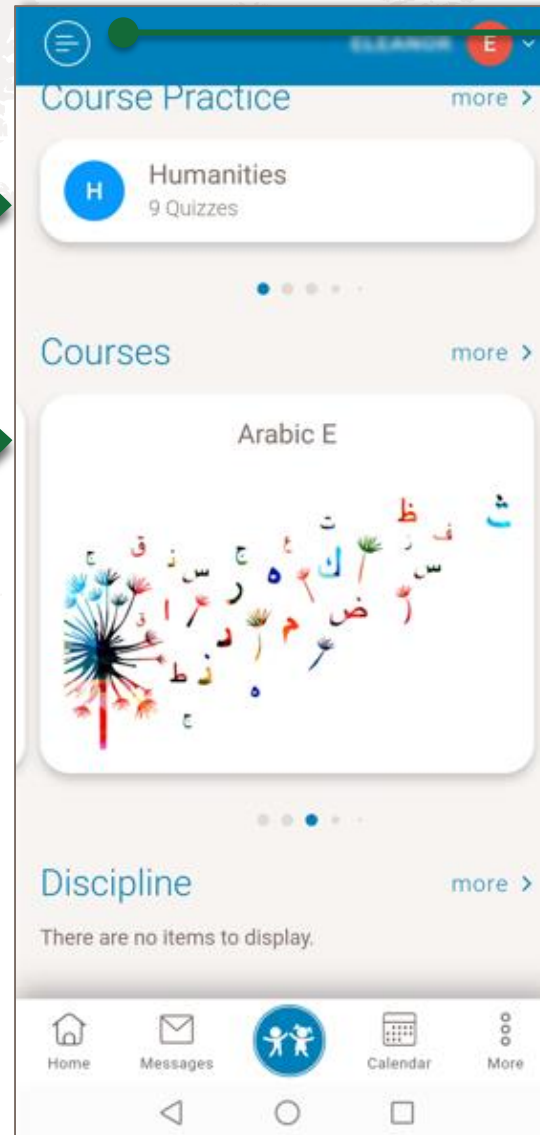 E
Course Practice more >
H Humanities
9 Quizzes
Courses more >
Arabic E
Discipline more >
There are no items to display.
Home Messages Calendar More